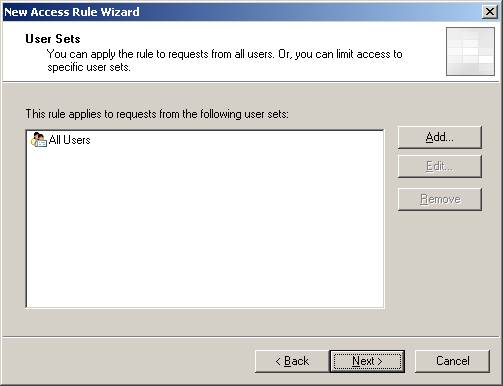 New Access Rule Wizard
User Sets
You can apply the rule to requests from all users. Or, you can limit access to
specific user sets.
This rule applies to requests from the following user sets:
All Users
Add...
Edit...
Remove
< Back
Next >
Cancel